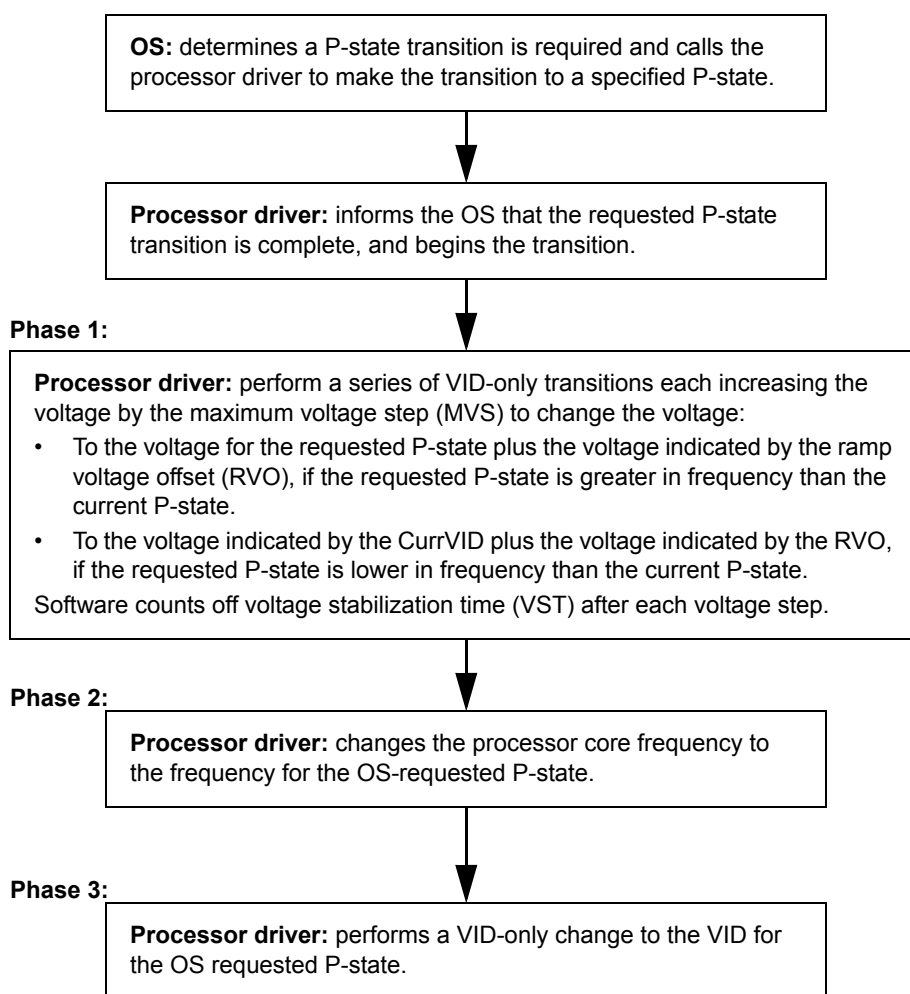 OS: determines a P-state transition is required and calls the
processor driver to make the transition to a specified P-state.
Processor driver: informs the OS that the requested P-state
transition is complete, and begins the transition.
Phase 1:
Processor driver: perform a series of VID-only transitions each increasing the
voltage by the maximum voltage step (MVS) to change the voltage:
• To the voltage for the requested P-state plus the voltage indicated by the ramp
voltage offset (RVO), if the requested P-state is greater in frequency than the
current P-state.
• To the voltage indicated by the CurrVID plus the voltage indicated by the RVO,
if the requested P-state is lower in frequency than the current P-state.
Software counts off voltage stabilization time (VST) after each voltage step.
Phase 2:
Processor driver: changes the processor core frequency to
the frequency for the OS-requested P-state.
Phase 3:
Processor driver: performs a VID-only change to the VID for
the OS requested P-state.